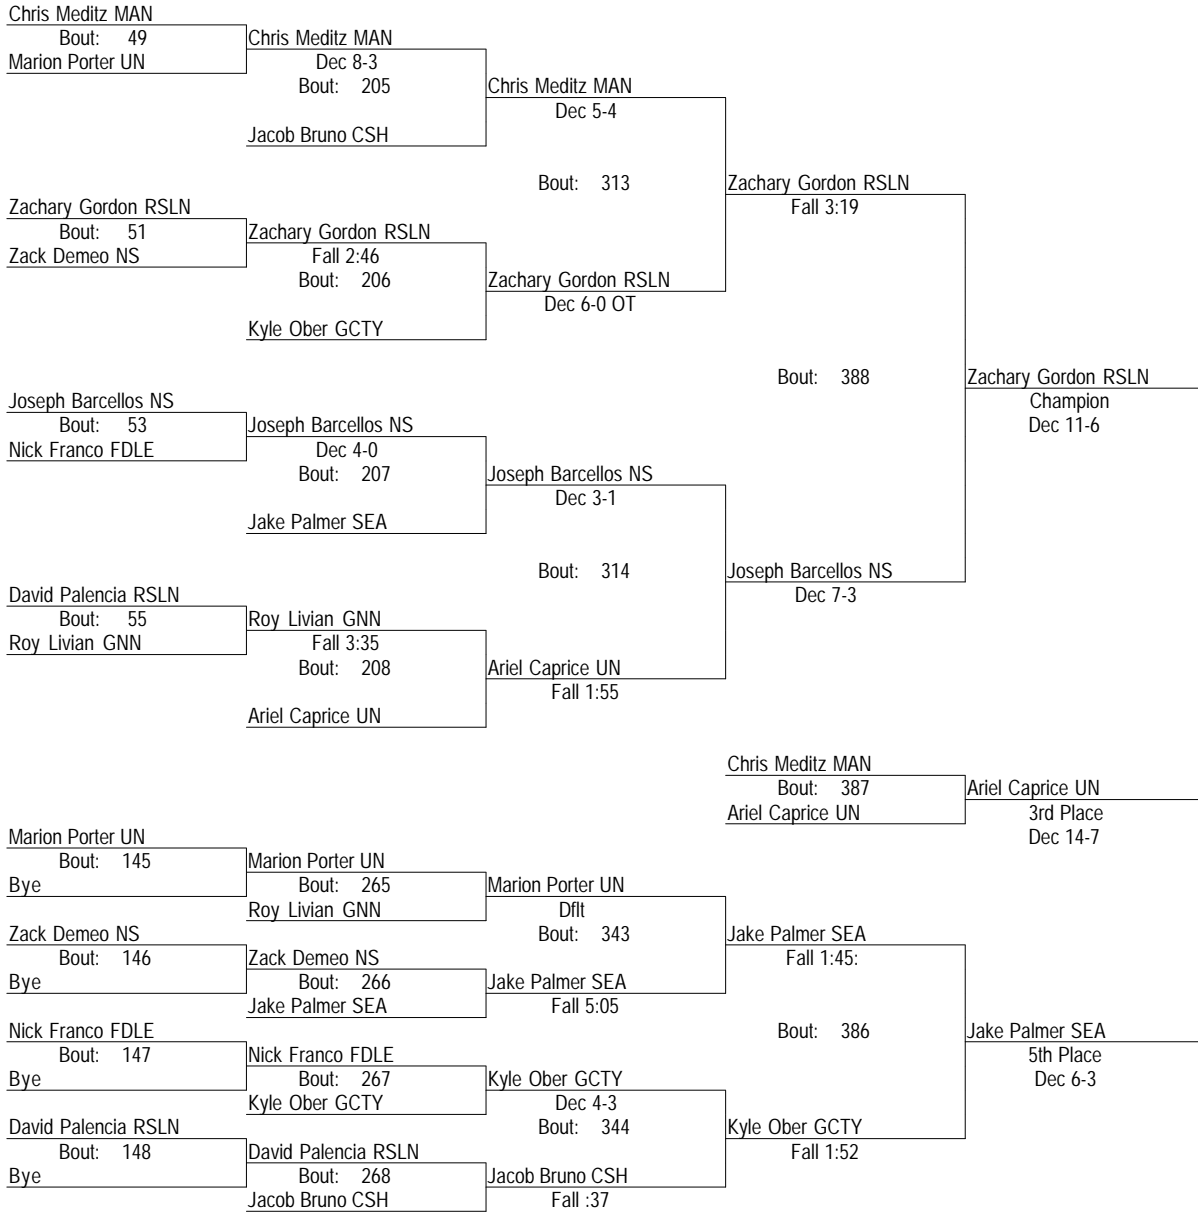 Chris Meditz MAN
Bout: 49
Marion Porter UN
Chris Meditz MAN
Dec 8-3
Bout: 205
Jacob Bruno CSH
Chris Meditz MAN
Dec 5-4
Bout: 313
Zachary Gordon RSLN
Fall 3:19
Zachary Gordon RSLN
Bout: 51
Zack Demeo NS
Zachary Gordon RSLN
Fall 2:46
Bout: 206
Kyle Ober GCTY
Zachary Gordon RSLN
Dec 6-0 OT
Bout: 388
Zachary Gordon RSLN
Champion
Dec 11-6
Joseph Barcellos NS
Bout: 53
Nick Franco FDLE
Joseph Barcellos NS
Dec 4-0
Bout: 207
Jake Palmer SEA
Joseph Barcellos NS
Dec 3-1
Bout: 314
Joseph Barcellos NS
Dec 7-3
David Palencia RSLN
Bout: 55
Roy Livian GNN
Roy Livian GNN
Fall 3:35
Bout: 208
Ariel Caprice UN
Ariel Caprice UN
Fall 1:55
Chris Meditz MAN
Bout: 387
Ariel Caprice UN
Ariel Caprice UN
3rd Place
Dec 14-7
Marion Porter UN
Bout: 145
Bye
Marion Porter UN
Bout: 265
Roy Livian GNN
Marion Porter UN
Dflt
Bout: 343
Zack Demeo NS
Bout: 146
Bye
Zack Demeo NS
Bout: 266
Jake Palmer SEA
Jake Palmer SEA
Fall 5:05
Jake Palmer SEA
Fall 1:45:
Bout: 386
Jake Palmer SEA
5th Place
Dec 6-3
Nick Franco FDLE
Bout: 147
Bye
Nick Franco FDLE
Bout: 267
Kyle Ober GCTY
Kyle Ober GCTY
Dec 4-3
Bout: 344
Kyle Ober GCTY
Fall 1:52
David Palencia RSLN
Bout: 148
Bye
David Palencia RSLN
Bout: 268
Jacob Bruno CSH
Jacob Bruno CSH
Fall :37